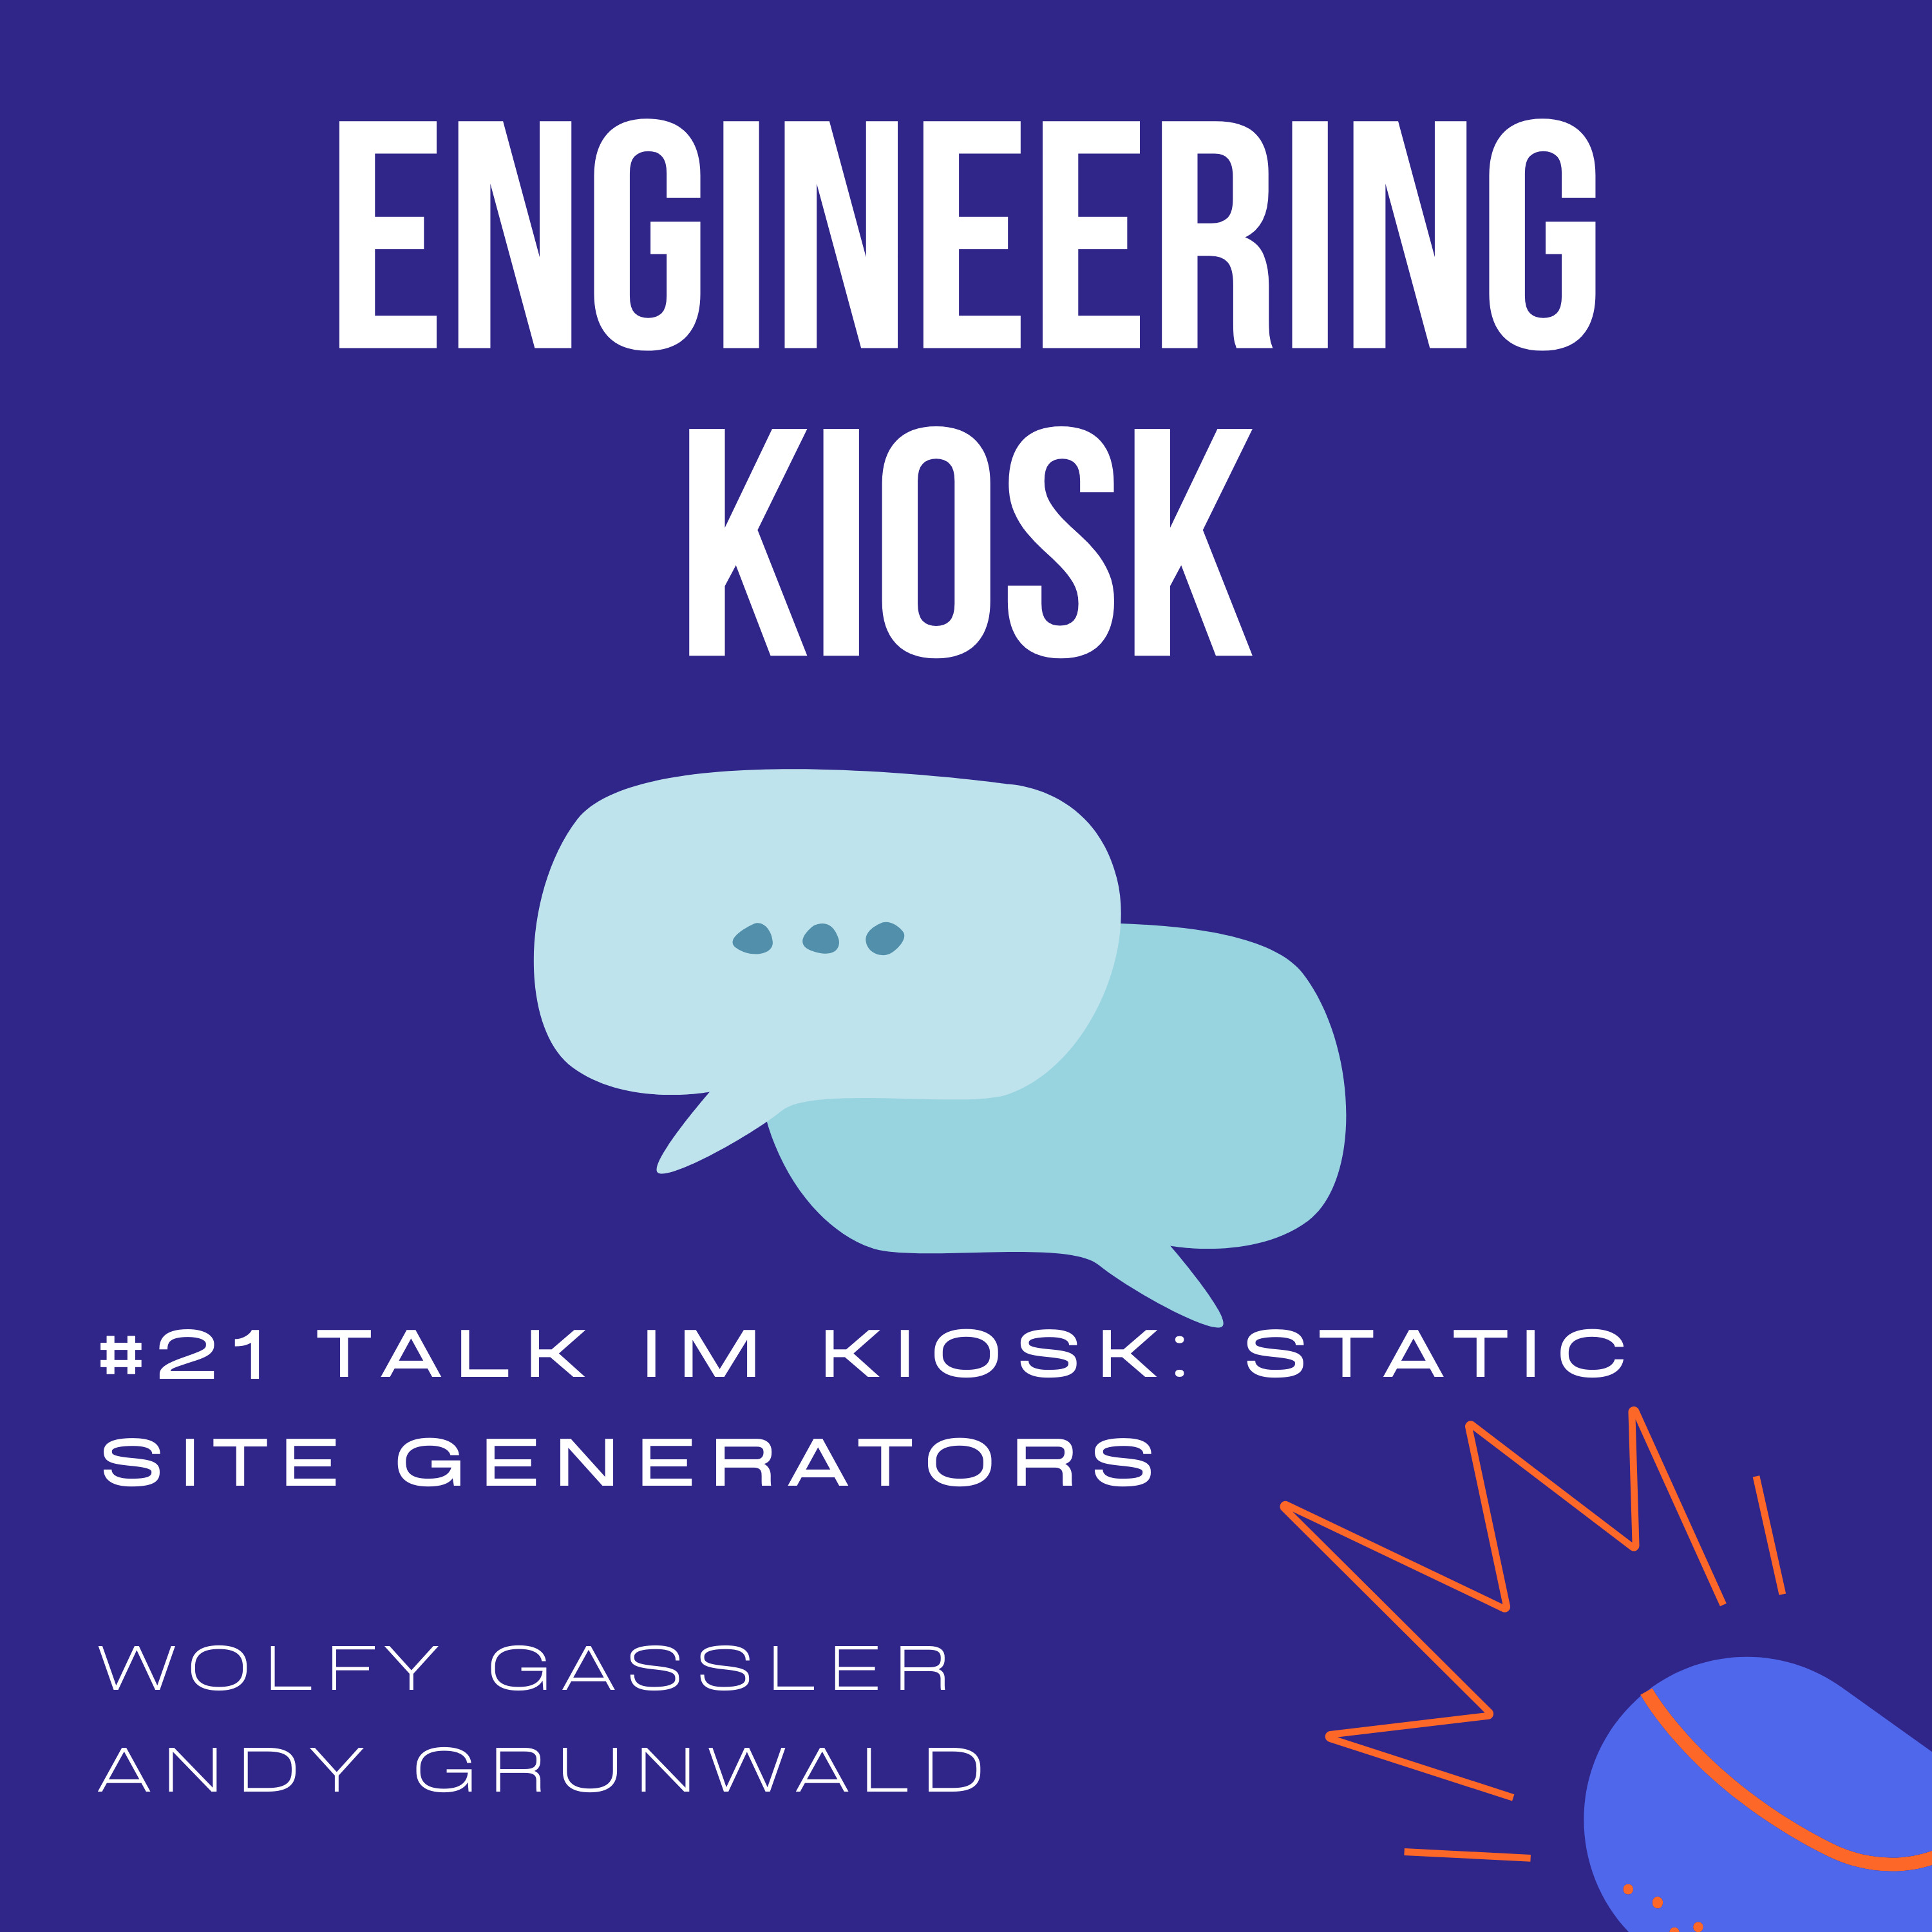 ENGINEERING
KIOSK
#21 TALK IM KIOSK: STATIC
SITE GENERATORS
WOLFY GASSLER
ANDY GRUNWALD